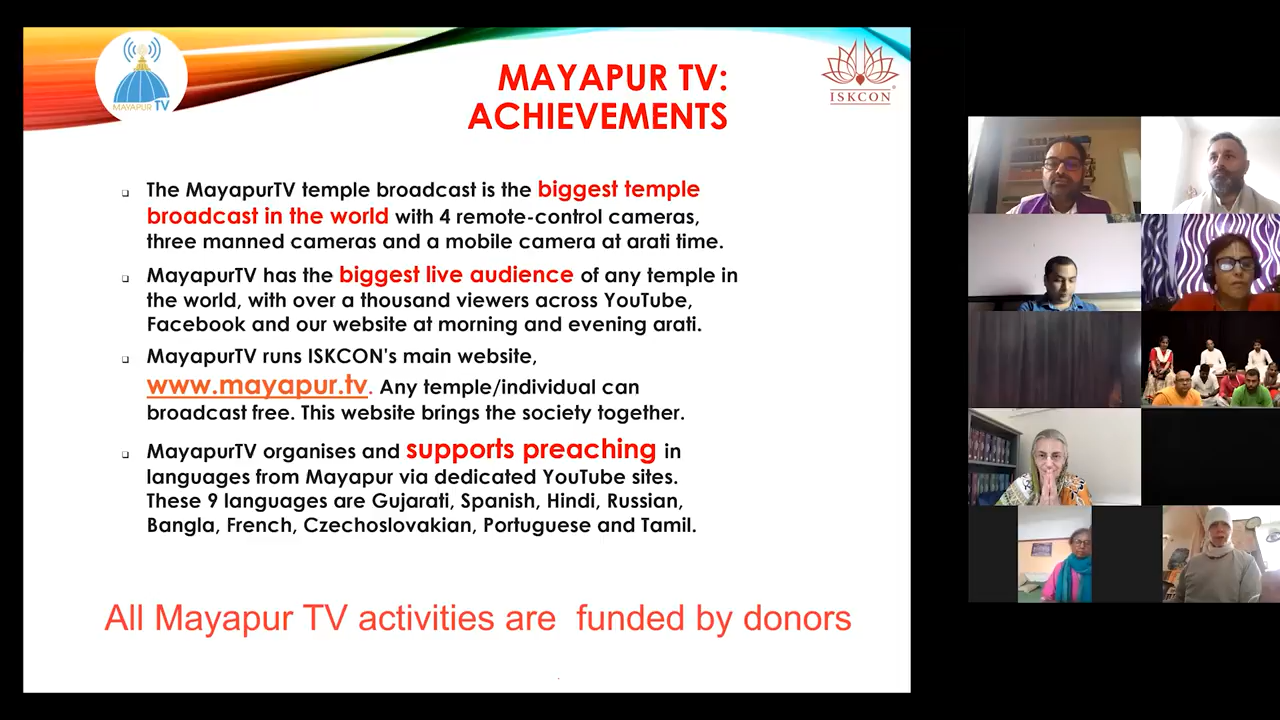 MAYAPUR TV
MAYAPUR TV:
ACHIEVEMENTS
ISKCON
The MayapurTV temple broadcast is the biggest temple
broadcast in the world with 4 remote-control cameras,
three manned cameras and a mobile camera at arati time.
MayapurTV has the biggest live audience of any temple in
the world, with over a thousand viewers across YouTube,
Facebook and our website at morning and evening arati.
MayapurTV runs ISKCON's main website,
www.mayapur.tv. Any temple/individual can
broadcast free. This website brings the society together.
MayapurTV organises and supports preaching in
languages from Mayapur via dedicated YouTube sites.
These 9 languages are Gujarati, Spanish, Hindi, Russian,
Bangla, French, Czechoslovakian, Portuguese and Tamil.
All Mayapur TV activities are funded by donors